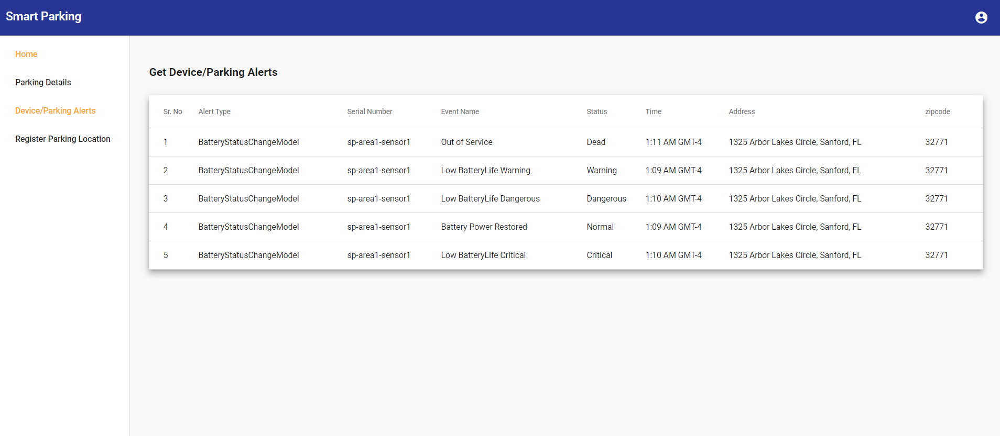 Smart Parking
Home
Parking Details
Device/Parking Alerts
Register Parking Location
Get Device/Parking Alerts
Sr. No Alert Type Serial Number Event Name Status Time Address zipcode
1 BatteryStatusChangeModel sp-area1-sensor1 Out of Service Dead 1:11 AM GMT-4 1325 Arbor Lakes Circle, Sanford, FL 32771
2 BatteryStatusChangeModel sp-area1-sensor1 Low BatteryLife Warning Warning 1:09 AM GMT-4 1325 Arbor Lakes Circle, Sanford, FL 32771
3 BatteryStatusChangeModel sp-area1-sensor1 Low BatteryLife Dangerous Dangerous 1:10 AM GMT-4 1325 Arbor Lakes Circle, Sanford, FL 32771
4 BatteryStatusChangeModel sp-area1-sensor1 Battery Power Restored Normal 1:09 AM GMT-4 1325 Arbor Lakes Circle, Sanford, FL 32771
5 BatteryStatusChangeModel sp-area1-sensor1 Low BatteryLife Critical Critical 1:10 AM GMT-4 1325 Arbor Lakes Circle, Sanford, FL 32771